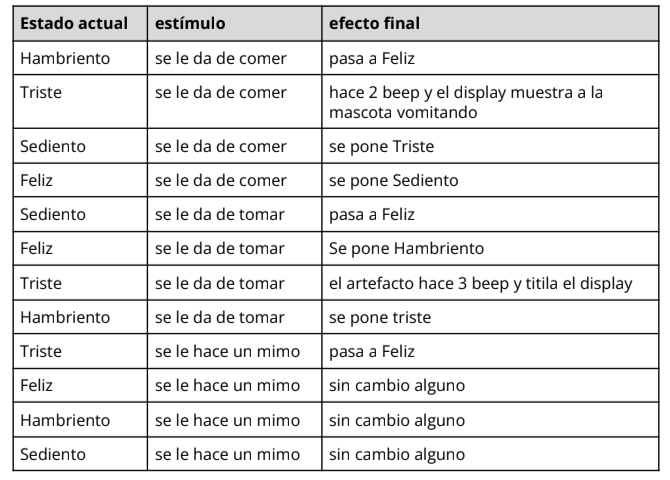 Estado actual estímulo efecto final
Hambriento se le da de comer pasa a Feliz
Triste se le da de comer hace 2 beep y el display muestra a la
mascota vomitando
Sediento se le da de comer se pone Triste
Feliz se le da de comer se pone Sediento
Sediento se le da de tomar pasa a Feliz
Feliz se le da de tomar Se pone Hambriento
Triste se le da de tomar el artefacto hace 3 beep y titila el display
Hambriento se le da de tomar se pone triste
Triste se le hace un mimo pasa a Feliz
Feliz se le hace un mimo sin cambio alguno
Hambriento se le hace un mimo sin cambio alguno
Sediento se le hace un mimo sin cambio alguno